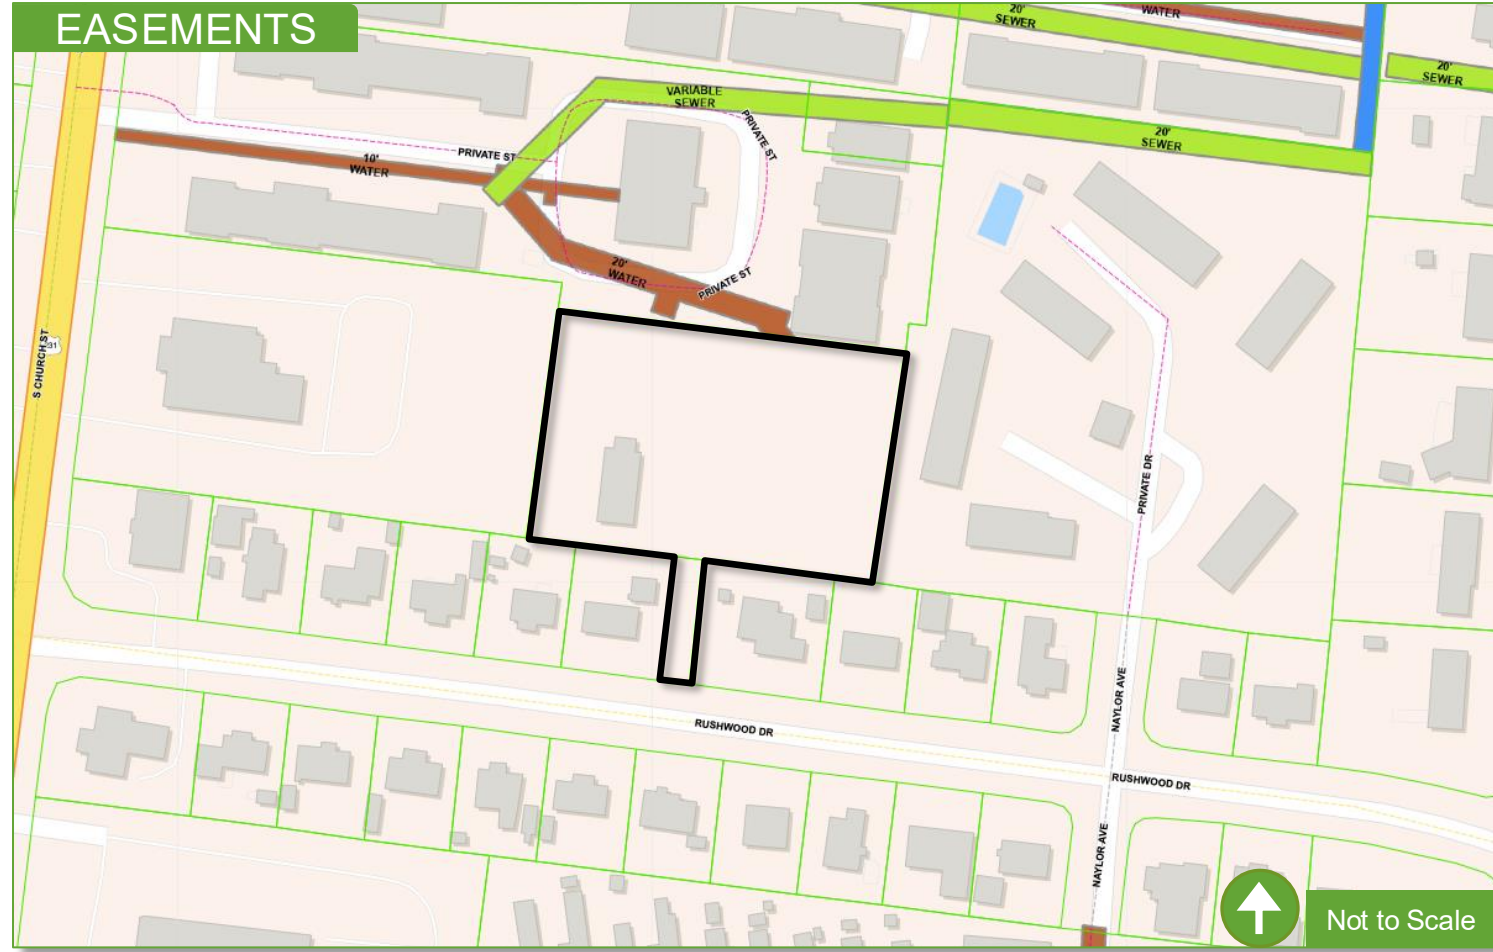 EASEMENTS
20'
SEWER
WATER
20'
SEWER
VARIABLE
SEWER
PRIVATE ST
20'
SEWER
PRIVATE ST
10'
WATER
20'
WATER
PRIVATE ST
S CHURCH ST
31
PRIVATE DR
NAYLOR AVE
RUSHWOOD DR
RUSHWOOD DR
NAYLOR AVE
Not to Scale